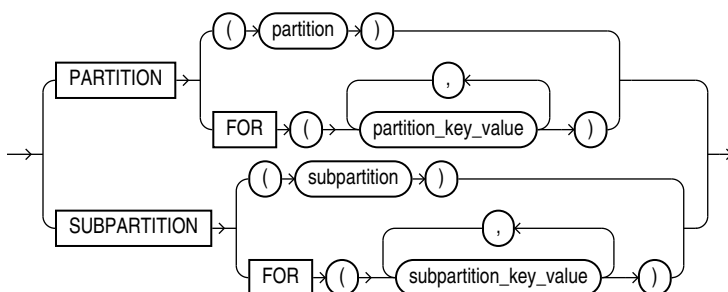 ( partition )
PARTITION
,
FOR ( partition_key_value )
( subpartition )
SUBPARTITION
,
FOR ( subpartition_key_value )